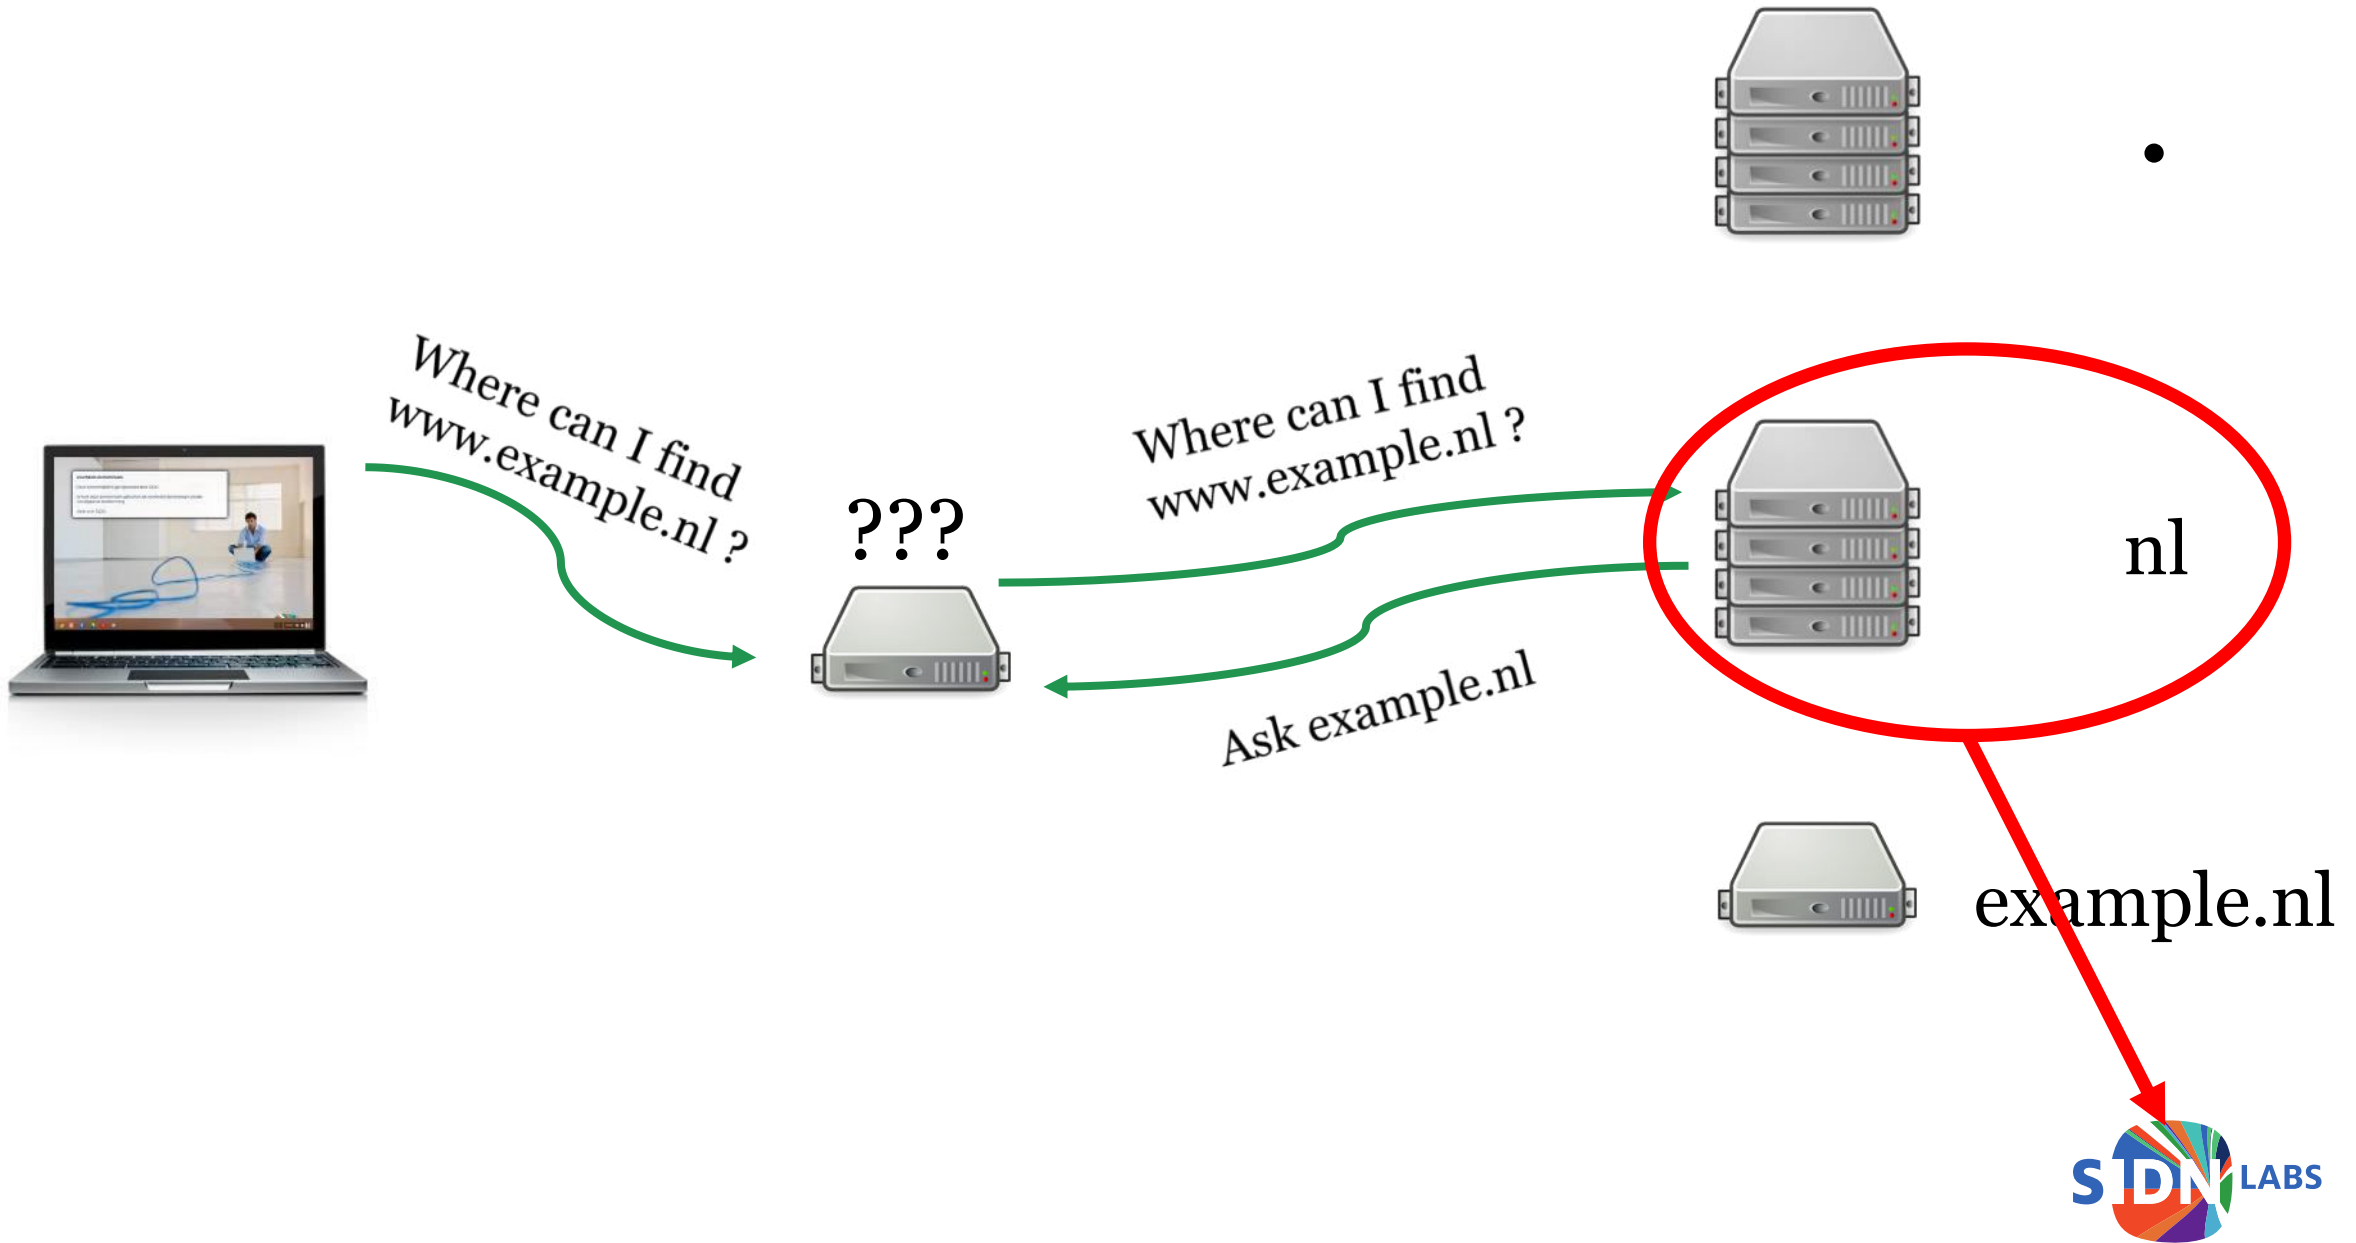 .
Where can I find
www.example.nl ?
Where can I find
www.example.nl ?
???
nl
Ask example.nl
example.nl
SIDN LABS